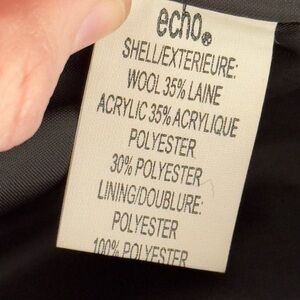 echo®
SHELL/EXTERIEURE:
WOOL 35% LAINE
ACRYLIC 35% ACRYLIQUE
POLYESTER
30% POLYESTER
LINING/DOUBLURE:
POLYESTER
100% POLYESTER